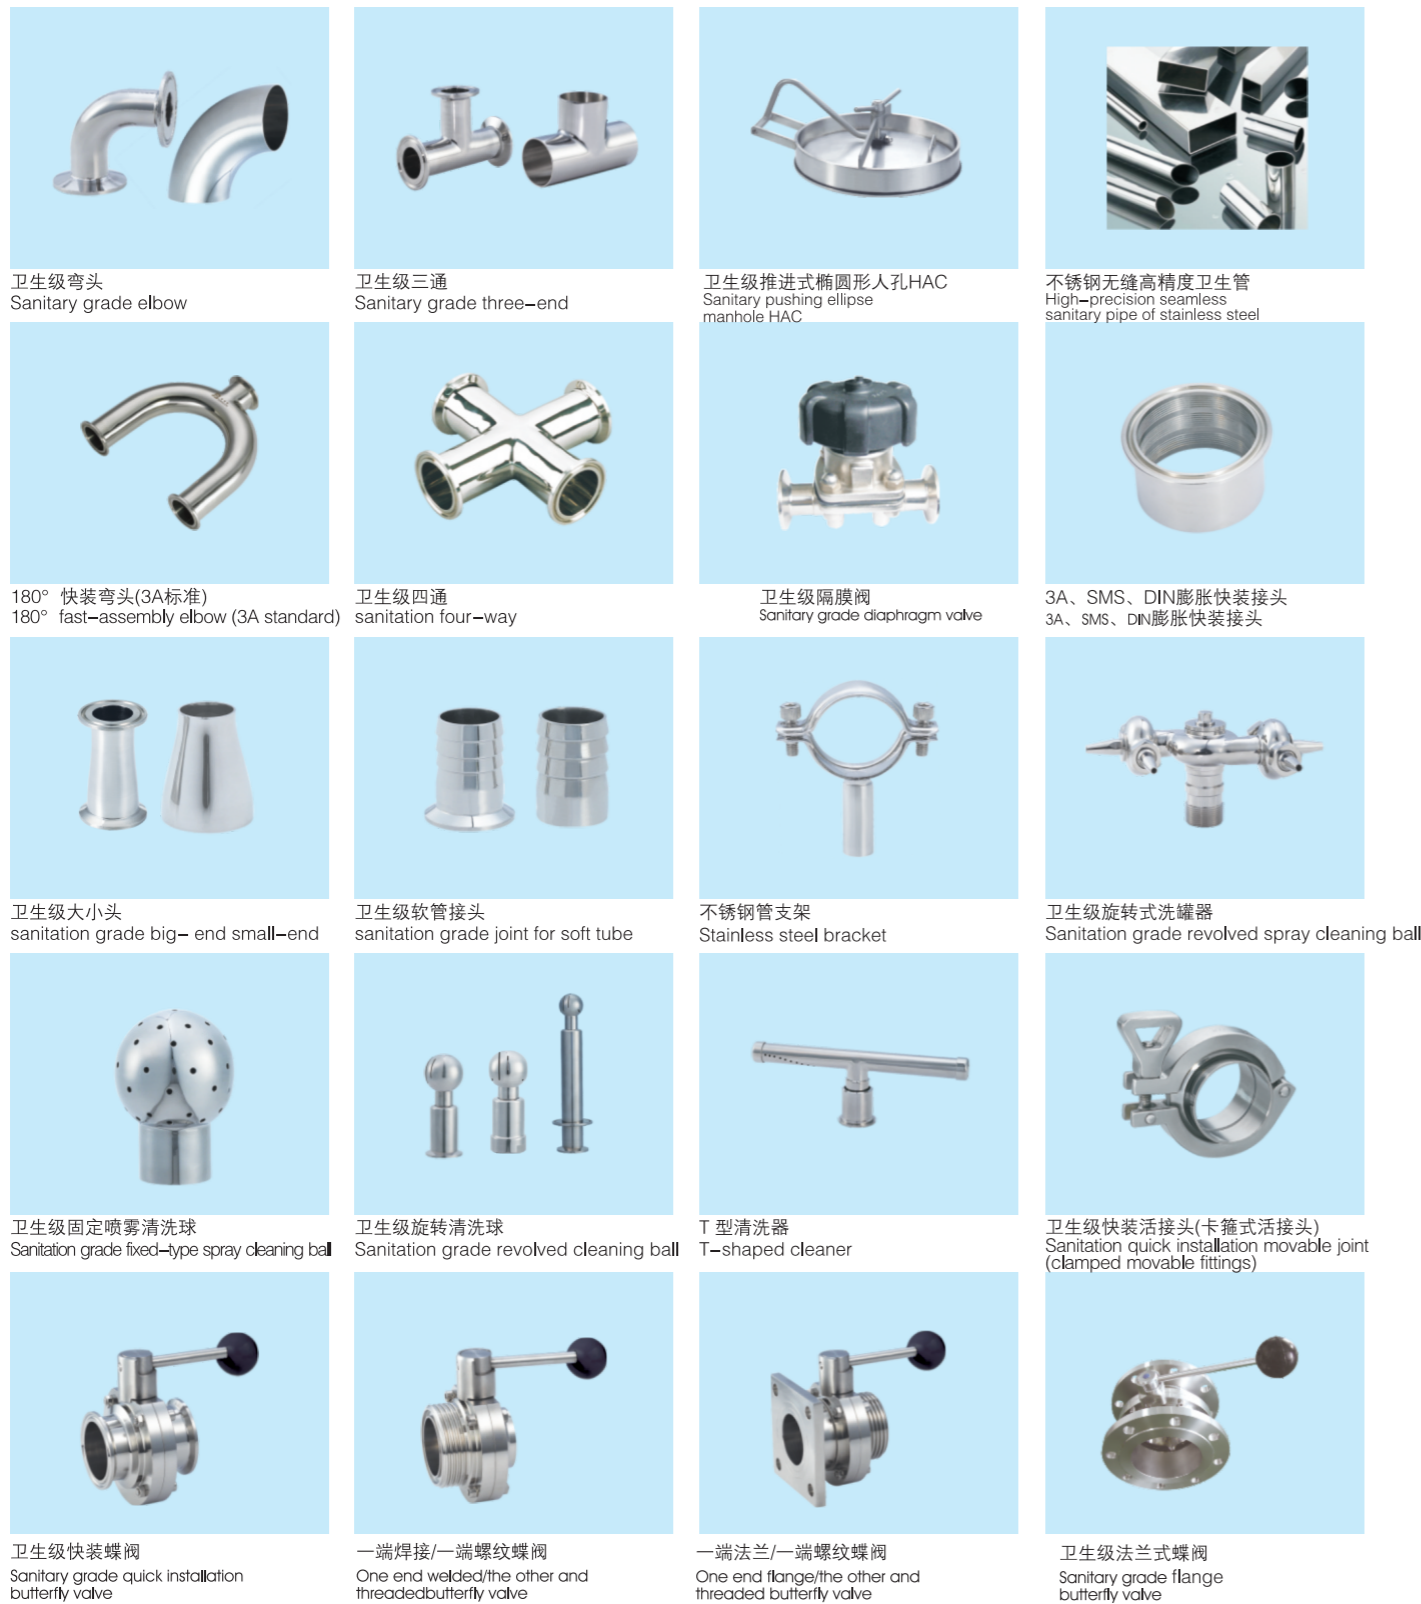 卫生级弯头
Sanitary grade elbow
卫生级三通
Sanitary grade three-end
卫生级推进式椭圆形人孔HAC
Sanitary pushing ellipse
manhole HAC
不锈钢无缝高精度卫生管
High-precision seamless
sanitary pipe of stainless steel
180° 快装弯头(3A标准)
180° fast-assembly elbow (3A standard)
卫生级四通
sanitation four-way
卫生级隔膜阀
Sanitary grade diaphragm valve
3A、SMS、DIN膨胀快装接头
3A、SMS、DIN膨胀快装接头
卫生级大小头
sanitation grade big- end small-end
卫生级软管接头
sanitation grade joint for soft tube
不锈钢管支架
Stainless steel bracket
卫生级旋转式洗罐器
Sanitation grade revolved spray cleaning ball
卫生级固定喷雾清洗球
Sanitation grade fixed-type spray cleaning ball
卫生级旋转清洗球
Sanitation grade revolved cleaning ball
T 型清洗器
T-shaped cleaner
卫生级快装活接头(卡箍式活接头)
Sanitation quick installation movable joint
(clamped movable fittings)
卫生级快装蝶阀
Sanitary grade quick installation
butterfly valve
一端焊接/一端螺纹蝶阀
One end welded/the other and
threadedbutterfly valve
一端法兰/一端螺纹蝶阀
One end flange/the other and
threaded butterfly valve
卫生级法兰式蝶阀
Sanitary grade flange
butterfly valve